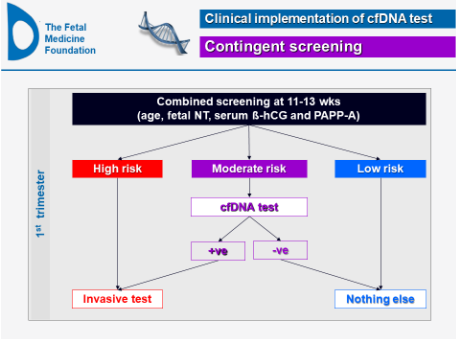 The Fetal
Medicine
Foundation
Clinical implementation of cfDNA test
Contingent screening
Combined screening at 11-13 wks
(age, fetal NT, serum ß-hCG and PAPP-A)
High risk
Moderate risk
Low risk
1st trimester
cfDNA test
+ve
-ve
Invasive test
Nothing else